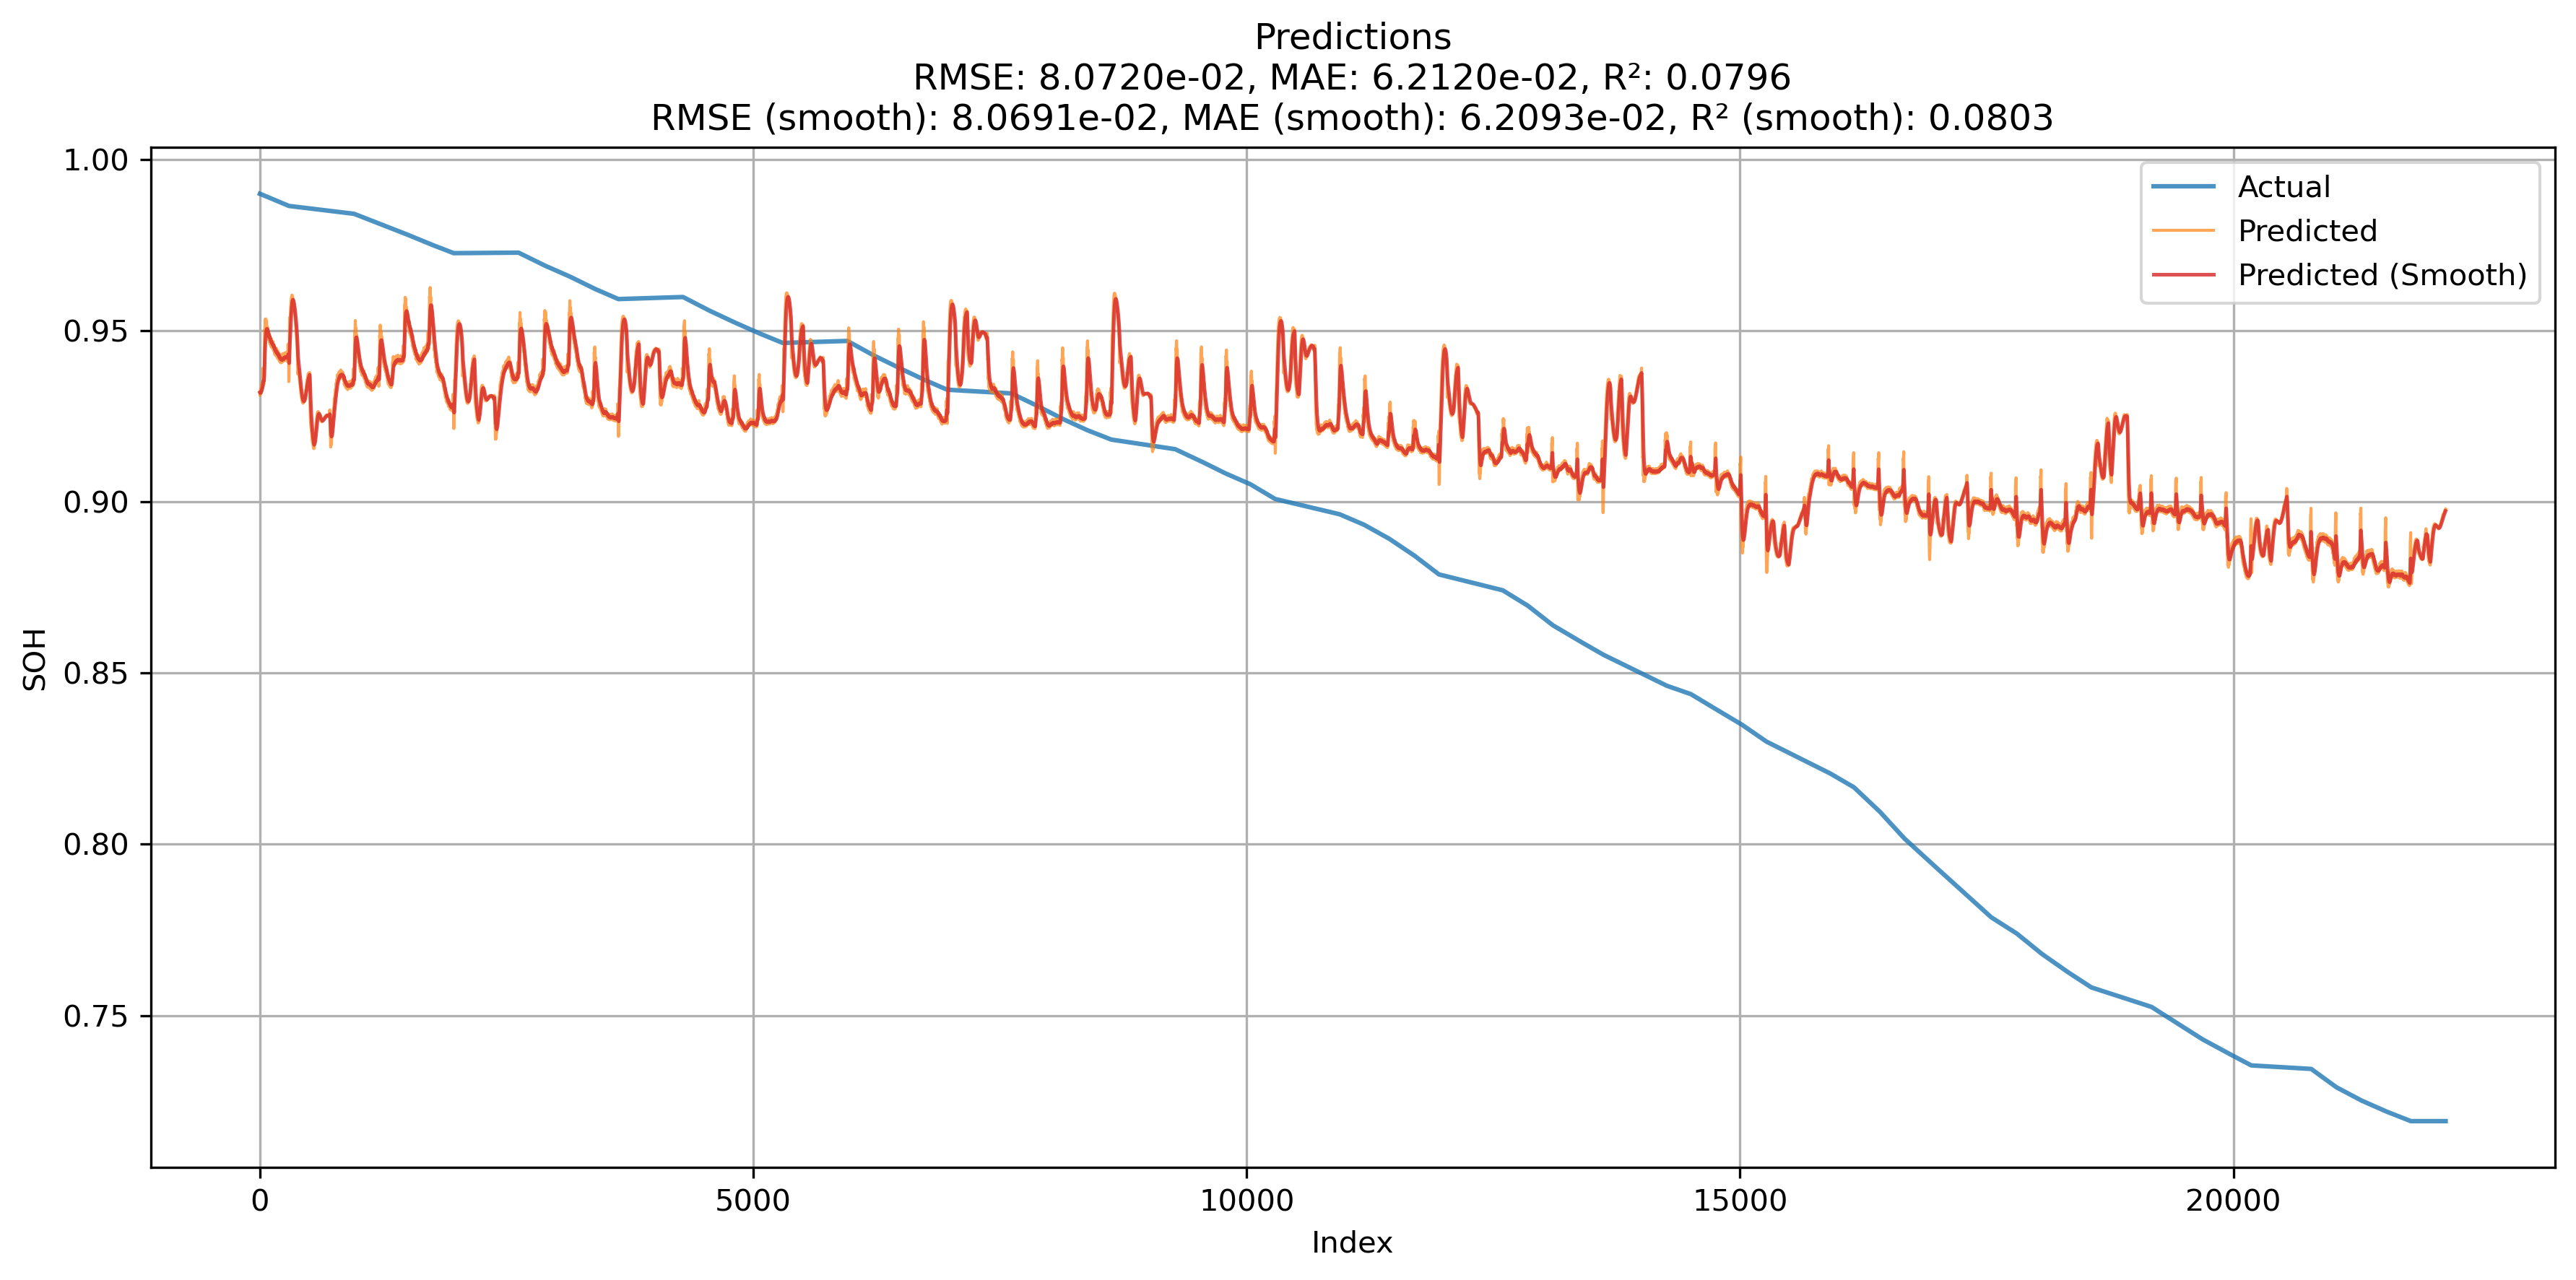 Predictions
RMSE: 8.0720e-02, MAE: 6.2120e-02, R²: 0.0796
RMSE (smooth): 8.0691e-02, MAE (smooth): 6.2093e-02, R² (smooth): 0.0803
Actual
Predicted
Predicted (Smooth)
SOH
1.00
0.95
0.90
0.85
0.80
0.75
0
5000
10000
15000
20000
Index